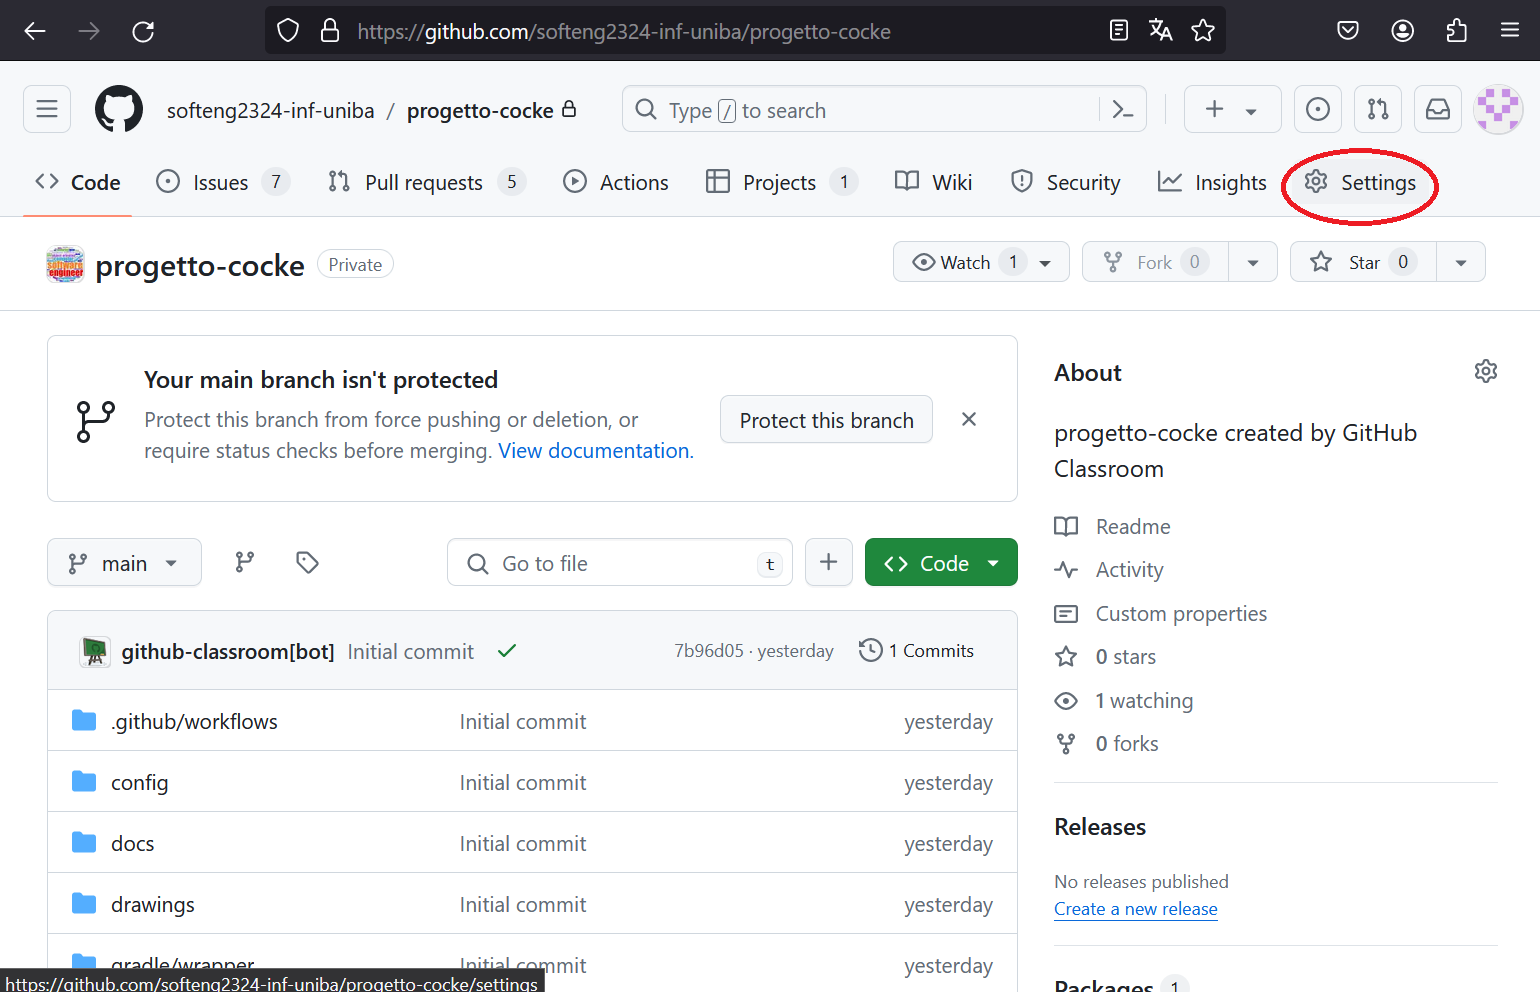 https://github.com/softeng2324-inf-uniba/progetto-cocke
softeng2324-inf-uniba / progetto-cocke
Type / to search
Code
Issues 7
Pull requests 5
Actions
Projects 1
Wiki
Security
Insights
Settings
software engineer
progetto-cocke Private
Watch 1
Fork 0
Star 0
Your main branch isn't protected
Protect this branch from force pushing or deletion, or
require status checks before merging. View documentation.
Protect this branch
main
Go to file t
Code
github-classroom[bot] Initial commit 7b96d05 · yesterday 1 Commits
.github/workflows Initial commit yesterday
config Initial commit yesterday
docs Initial commit yesterday
drawings Initial commit yesterday
gradle/wrapper Initial commit yesterday
https://github.com/softeng2324-inf-uniba/progetto-cocke/settings
About
progetto-cocke created by GitHub
Classroom
Readme
Activity
Custom properties
0 stars
1 watching
0 forks
Releases
No releases published
Create a new release
Packages 1